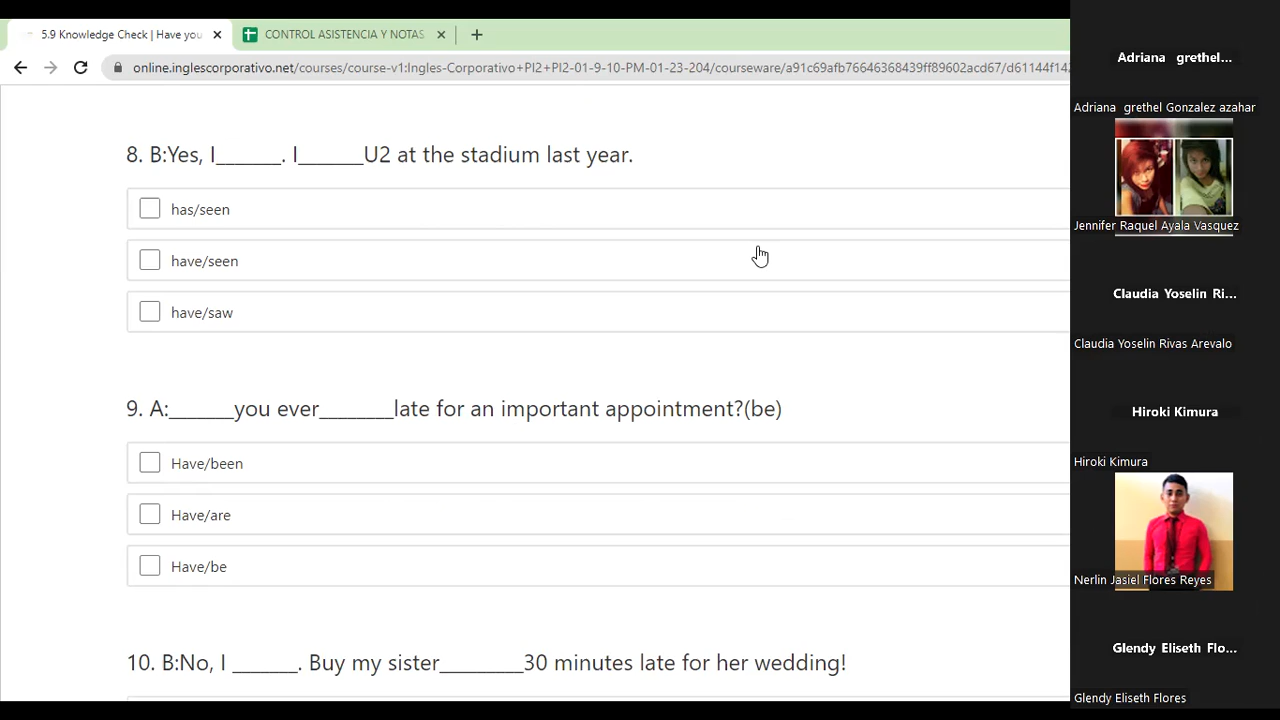 5.9 Knowledge Check | Have you
CONTROL ASISTENCIA Y NOTAS
online.inglescorporativo.net/courses/course-v1:Ingles-Corporativo+PI2+PI2-01-9-10-PM-01-23-204/courseware/a91c69afb76646368439ff89602acd67/d61144f142
8. B:Yes, I_______. I_______U2 at the stadium last year.
has/seen
have/seen
have/saw
9. A:_______you ever________late for an important appointment?(be)
Have/been
Have/are
Have/be
10. B:No, I _______. Buy my sister_________30 minutes late for her wedding!
Adriana grethel...
Adriana grethel Gonzalez azahar
Jennifer Raquel Ayala Vasquez
Claudia Yoselin Ri...
Claudia Yoselin Rivas Arevalo
Hiroki Kimura
Hiroki Kimura
Nerlin Jasiel Flores Reyes
Glendy Eliseth Flo...
Glendy Eliseth Flores